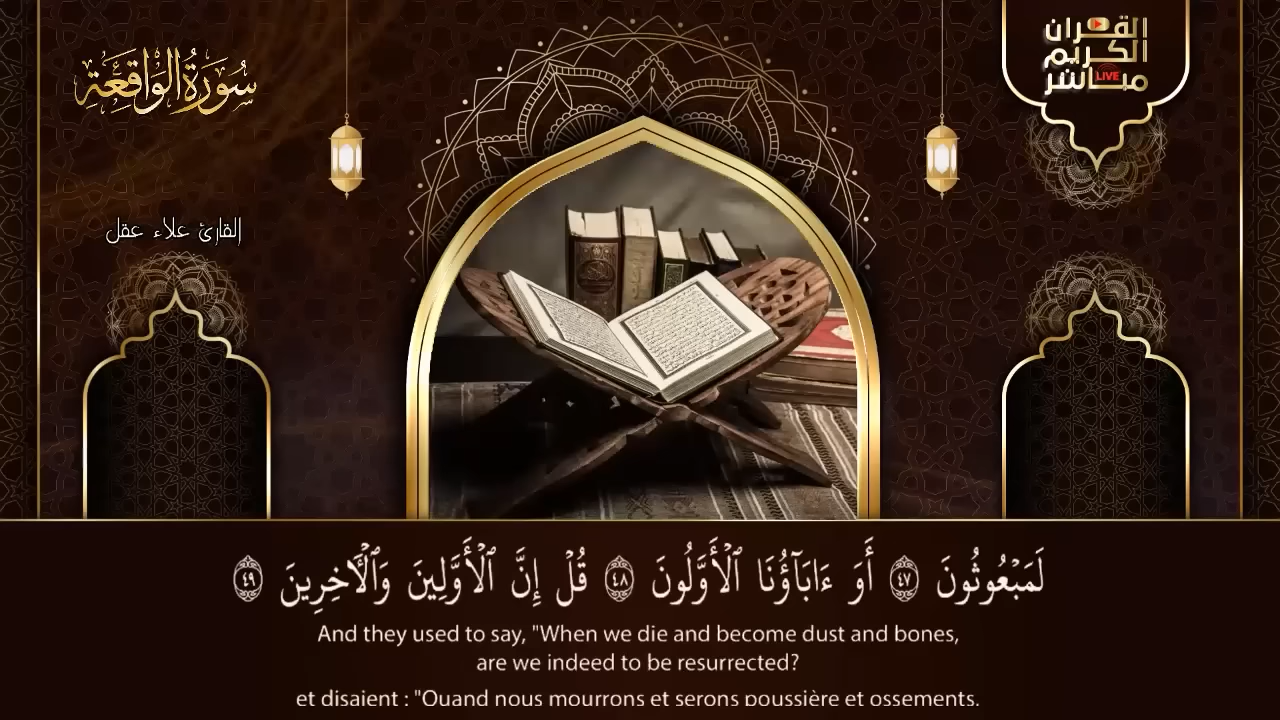 سُورَةُ الْوَاقِعَة
القرآن
الكريم
مباشر
LIVE
القارئ علاء عقل
لَمَبْعُوثُونَ ٤٧ أَوَ ءَابَآؤُنَا ٱلْأَوَّلُونَ ٤٨ قُلْ إِنَّ ٱلْأَوَّلِينَ وَٱلْآخِرِينَ ٤٩
And they used to say, "When we die and become dust and bones,
are we indeed to be resurrected?
et disaient : "Quand nous mourrons et serons poussière et ossements,